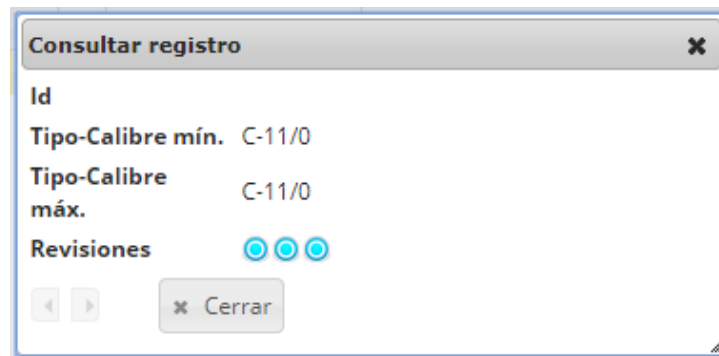 Consultar registro
Id
Tipo-Calibre mín. C-11/0
Tipo-Calibre
máx. C-11/0
Revisiones
Cerrar